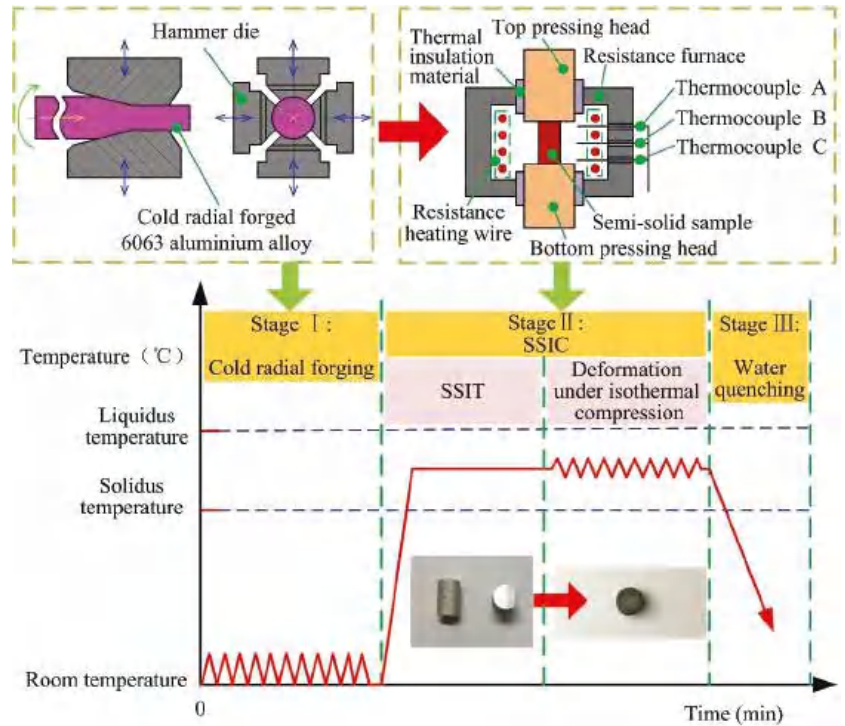 Hammer die
Cold radial forged
6063 aluminium alloy
Top pressing head
Thermal
insulation
material
Resistance furnace
Thermocouple A
Thermocouple B
Thermocouple C
Resistance
heating wire
Semi-solid sample
Bottom pressing head
Temperature (℃)
Stage Ⅰ:
Cold radial forging
Stage Ⅱ:
SSIC
SSIT
Deformation
under isothermal
compression
Stage Ⅲ:
Water
quenching
Liquidus
temperature
Solidus
temperature
Room temperature
0
Time (min)